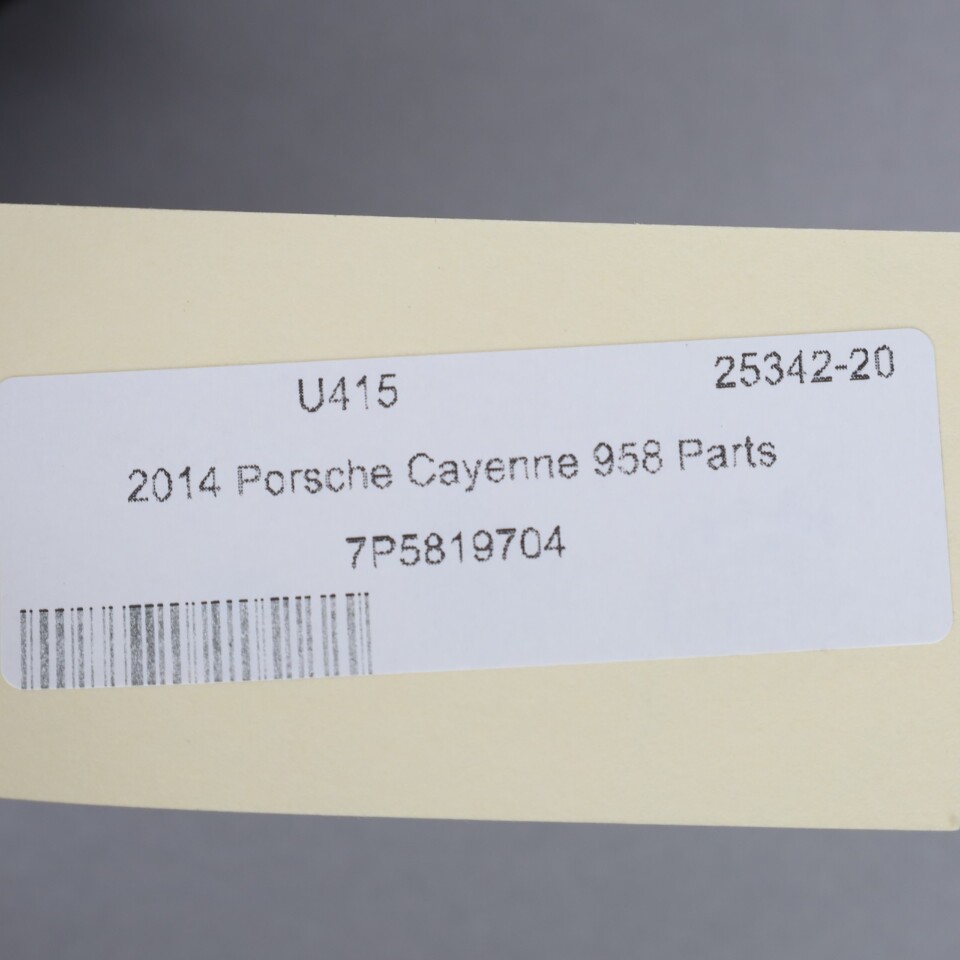 U415 25342-20
2014 Porsche Cayenne 958 Parts
7P5819704